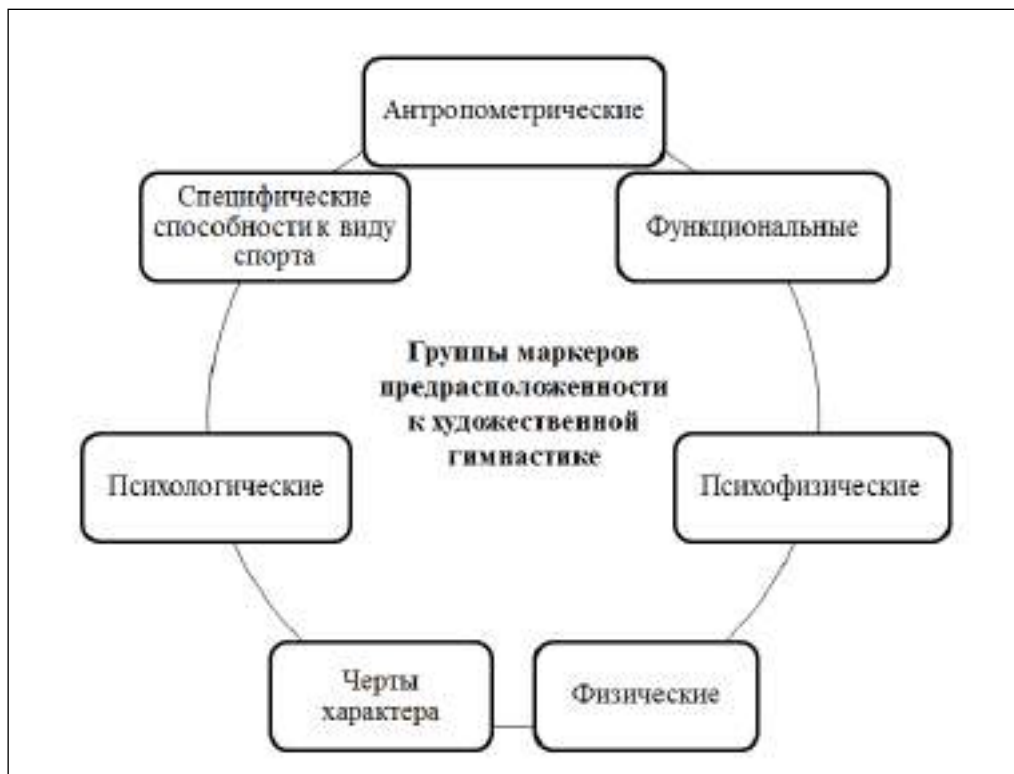 Антропометрические
Специфические
способности к виду
спорта
Функциональные
Группы маркеров
предрасположенности
к художественной
гимнастике
Психологические
Психофизические
Черты
характера
Физические